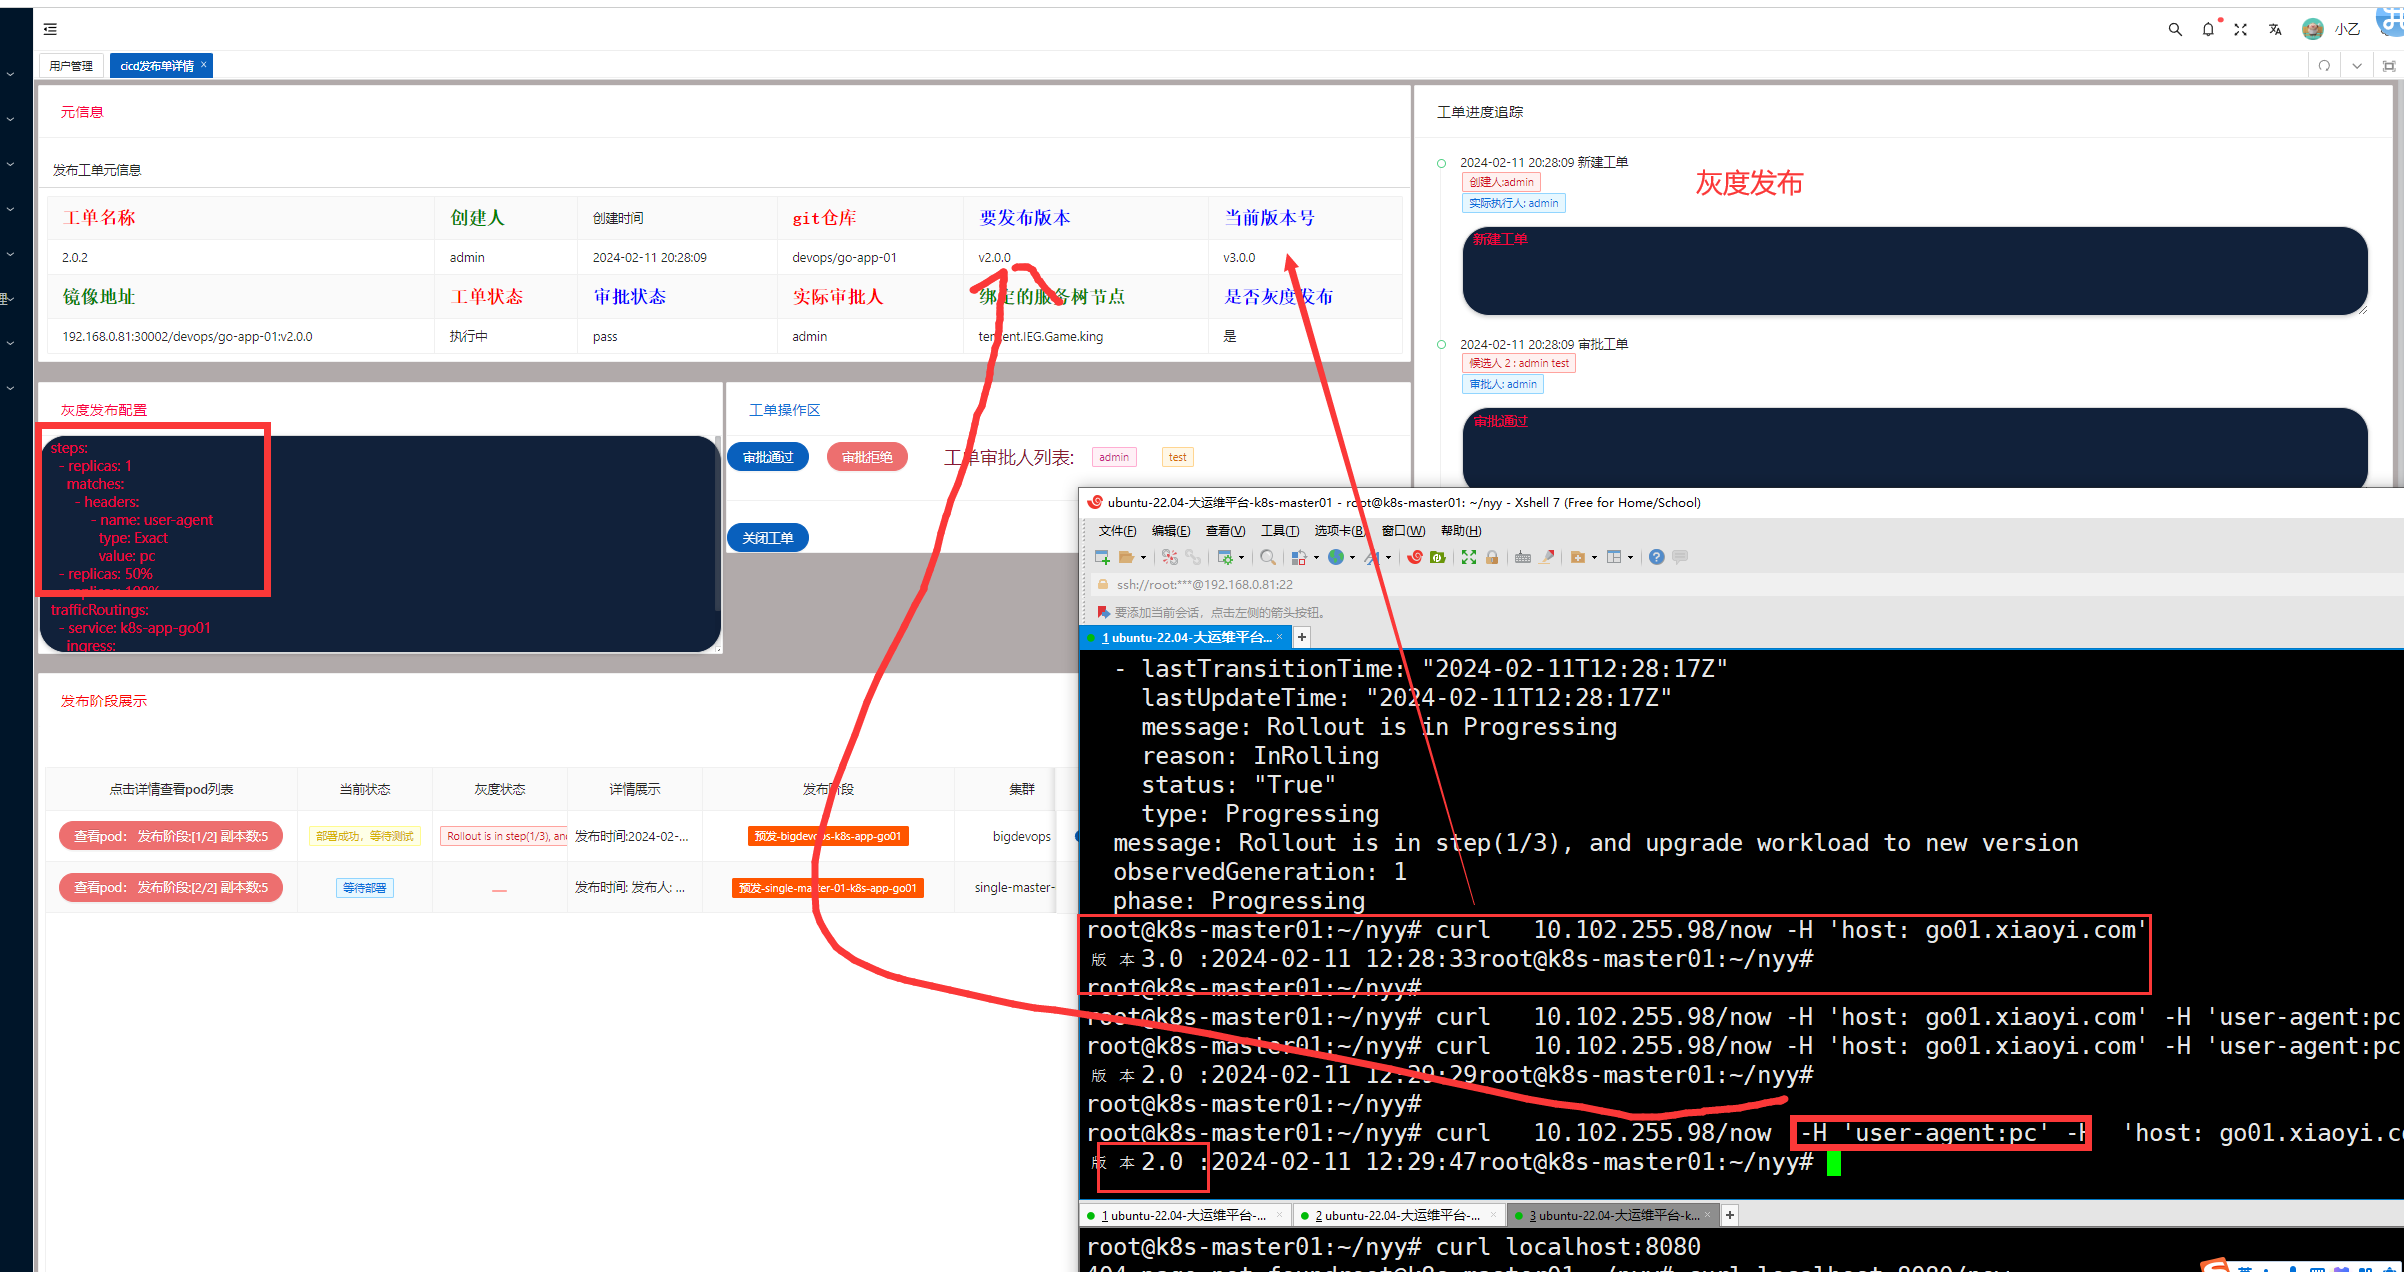 小乙
用户管理
cicd发布单详情 ×
元信息
发布工单元信息
工单名称 创建人 创建时间 git仓库 要发布版本 当前版本号
2.0.2 admin 2024-02-11 20:28:09 devops/go-app-01 v2.0.0 v3.0.0
镜像地址 工单状态 审批状态 实际审批人 绑定的服务树节点 是否灰度发布
192.168.0.81:30002/devops/go-app-01:v2.0.0 执行中 pass admin tencent.IEG.Game.king 是
工单进度追踪
2024-02-11 20:28:09 新建工单
创建人:admin
实际执行人: admin
灰度发布
新建工单
2024-02-11 20:28:09 审批工单
候选人 2 : admin test
审批人: admin
审批通过
灰度发布配置
steps:
- replicas: 1
matches:
- headers:
- name: user-agent
type: Exact
value: pc
- replicas: 50%
- replicas: 100%
trafficRoutings:
- service: k8s-app-go01
ingress:
工单操作区
审批通过 审批拒绝 工单审批人列表: admin test
关闭工单
发布阶段展示
点击详情查看pod列表 当前状态 灰度状态 详情展示 发布阶段 集群
查看pod: 发布阶段:[1/2] 副本数:5 部署成功，等待测试 Rollout is in step(1/3), an 发布时间:2024-02-... 预发-bigdevops-k8s-app-go01 bigdevops
查看pod: 发布阶段:[2/2] 副本数:5 等待部署 — 发布时间: 发布人: ... 预发-single-master-01-k8s-app-go01 single-master-
ubuntu-22.04-大运维平台-k8s-master01 - root@k8s-master01: ~/nyy - Xshell 7 (Free for Home/School)
文件(F) 编辑(E) 查看(V) 工具(T) 选项卡(B) 窗口(W) 帮助(H)
ssh://root:***@192.168.0.81:22
要添加当前会话，点击左侧的箭头按钮。
1 ubuntu-22.04-大运维平台... × +
- lastTransitionTime: "2024-02-11T12:28:17Z"
lastUpdateTime: "2024-02-11T12:28:17Z"
message: Rollout is in Progressing
reason: InRolling
status: "True"
type: Progressing
message: Rollout is in step(1/3), and upgrade workload to new version
observedGeneration: 1
phase: Progressing
root@k8s-master01:~/nyy# curl 10.102.255.98/now -H 'host: go01.xiaoyi.com'
版本3.0 :2024-02-11 12:28:33root@k8s-master01:~/nyy#
root@k8s-master01:~/nyy#
root@k8s-master01:~/nyy# curl 10.102.255.98/now -H 'host: go01.xiaoyi.com' -H 'user-agent:pc
root@k8s-master01:~/nyy# curl 10.102.255.98/now -H 'host: go01.xiaoyi.com' -H 'user-agent:pc
版本2.0 :2024-02-11 12:29:29root@k8s-master01:~/nyy#
root@k8s-master01:~/nyy#
root@k8s-master01:~/nyy# curl 10.102.255.98/now -H 'user-agent:pc' -H 'host: go01.xiaoyi.co
版本2.0 :2024-02-11 12:29:47root@k8s-master01:~/nyy#
1 ubuntu-22.04-大运维平台-... × 2 ubuntu-22.04-大运维平台-... × 3 ubuntu-22.04-大运维平台-k... × +
root@k8s-master01:~/nyy# curl localhost:8080
404 page not foundroot@k8s-master01:~/nyy# curl localhost:8080/now